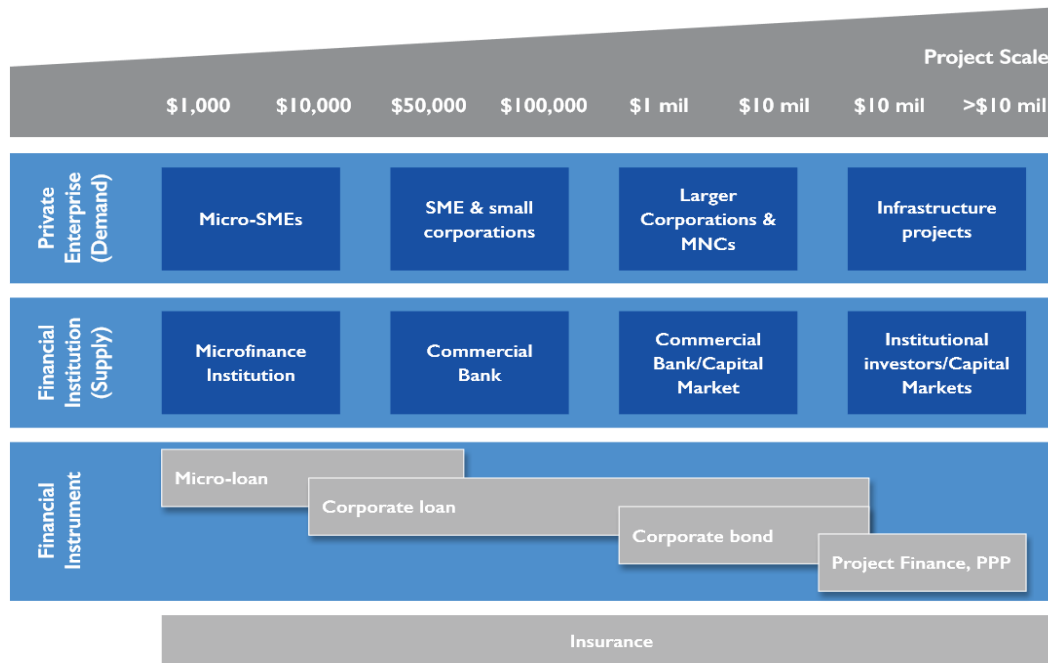 Project Scale
$1,000 $10,000 $50,000 $100,000 $1 mil $10 mil $10 mil >$10 mil
Private
Enterprise
(Demand)
Micro-SMEs
SME & small
corporations
Larger
Corporations &
MNCs
Infrastructure
projects
Financial
Institution
(Supply)
Microfinance
Institution
Commercial
Bank
Commercial
Bank/Capital
Market
Institutional
investors/Capital
Markets
Financial
Instrument
Micro-loan
Corporate loan
Corporate bond
Project Finance, PPP
Insurance